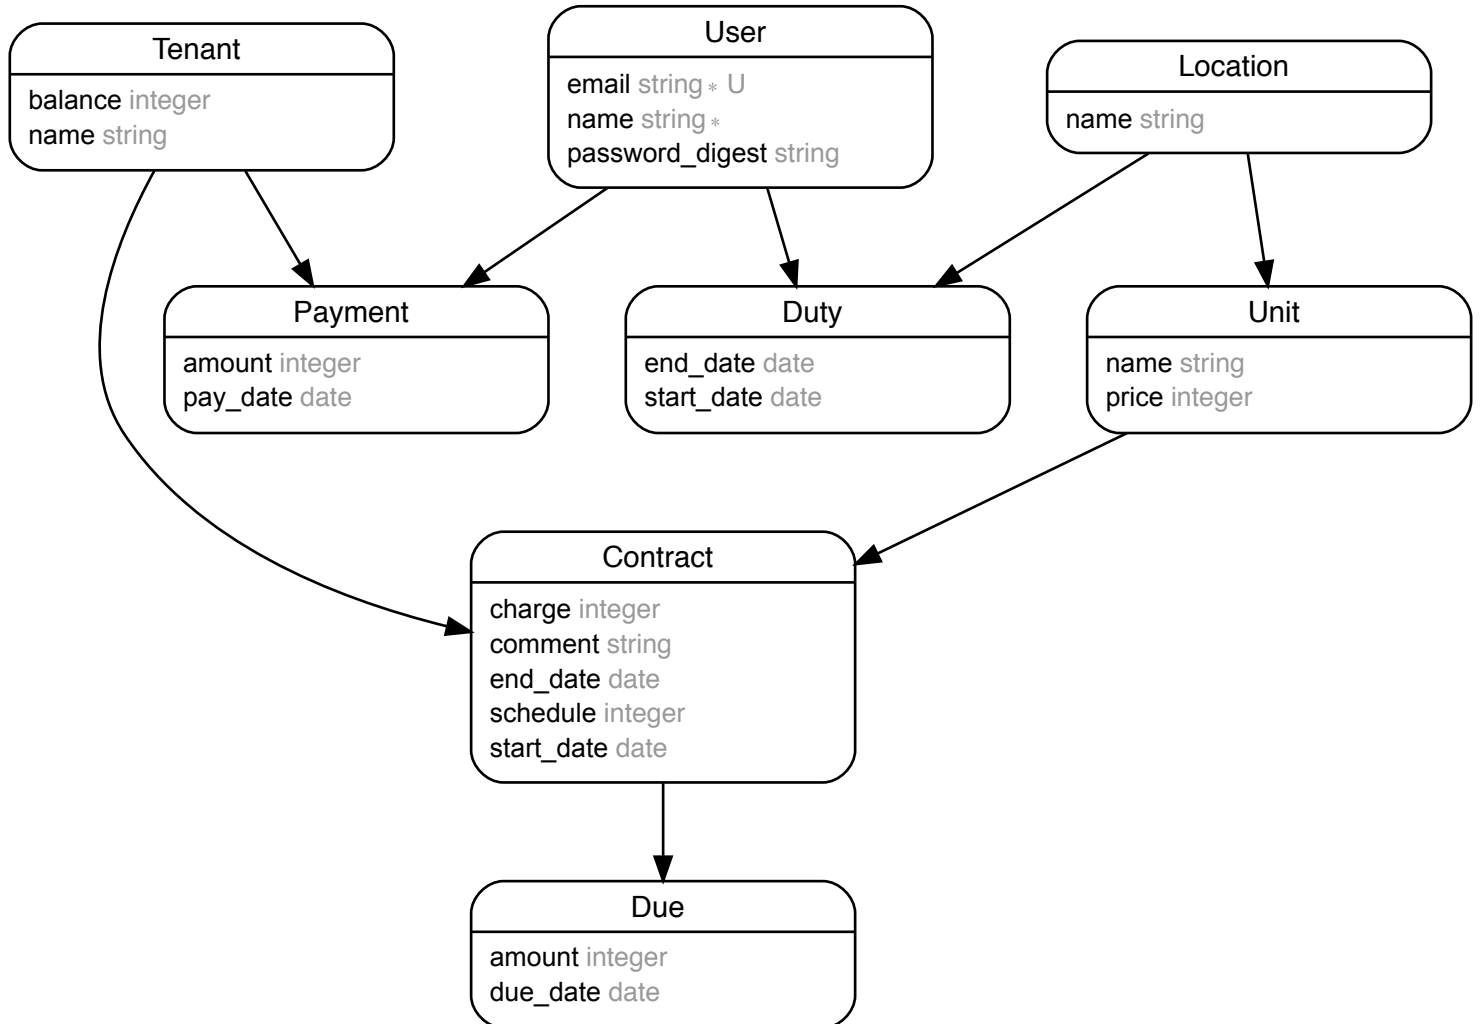 Tenant
balance integer
name string
User
email string * U
name string *
password_digest string
Location
name string
Payment
amount integer
pay_date date
Duty
end_date date
start_date date
Unit
name string
price integer
Contract
charge integer
comment string
end_date date
schedule integer
start_date date
Due
amount integer
due_date date